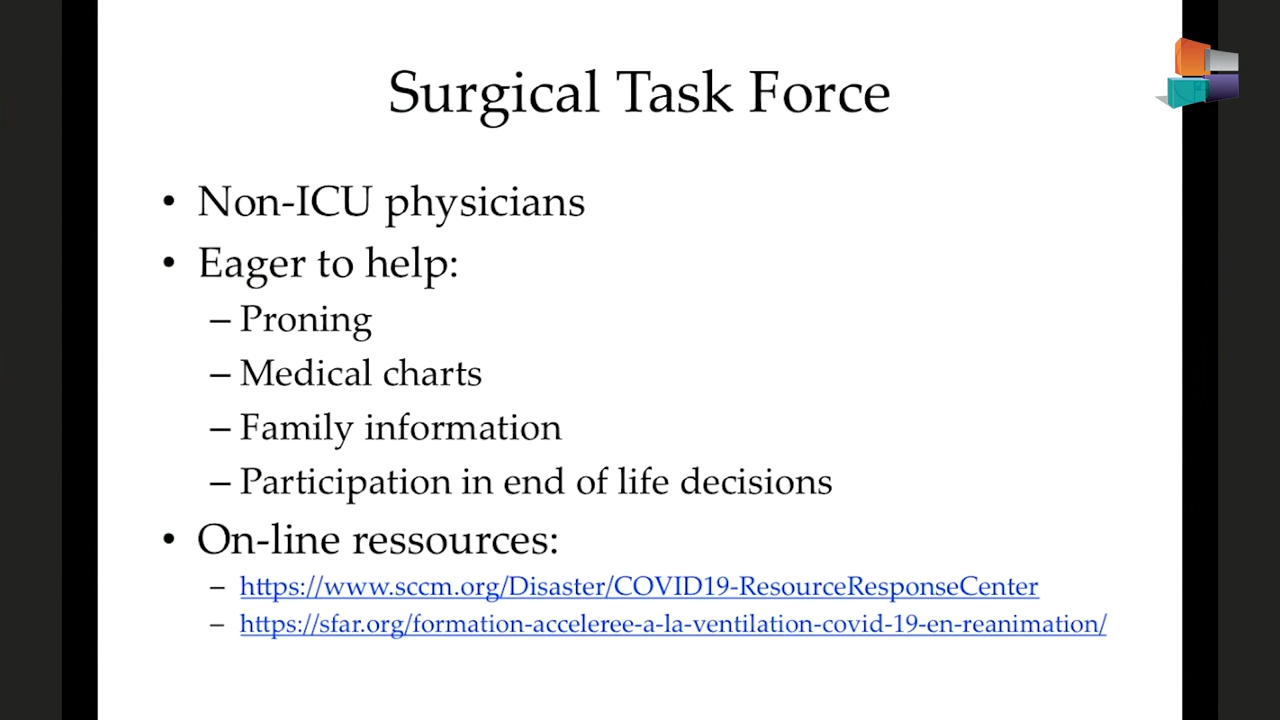 Surgical Task Force
• Non-ICU physicians
• Eager to help:
– Proning
– Medical charts
– Family information
– Participation in end of life decisions
• On-line ressources:
– https://www.sccm.org/Disaster/COVID19-ResourceResponseCenter
– https://sfar.org/formation-acceleree-a-la-ventilation-covid-19-en-reanimation/